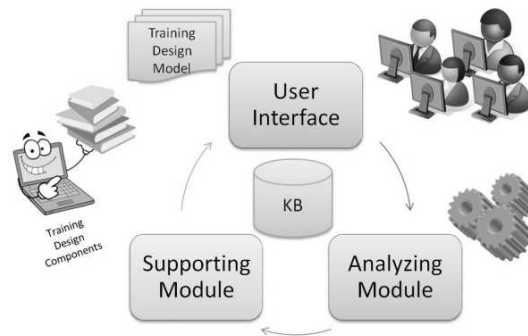 Training
Design
Model
User
Interface
KB
Training
Design
Components
Supporting
Module
Analyzing
Module